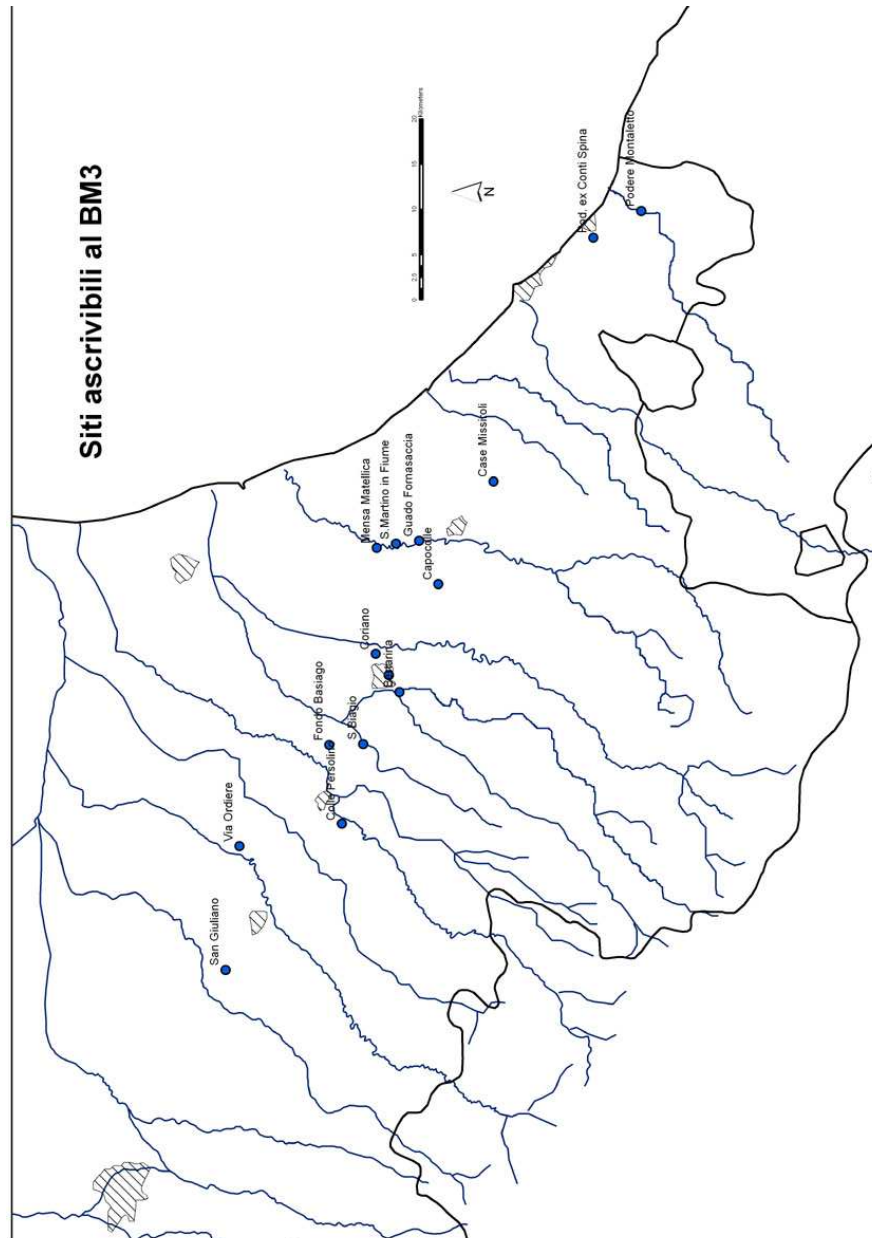 Siti ascrivibili al BM3
San Giuliano
Via Ordiere
Fondo Basiago
Colle Persolino
S.Biagio
Coriano
Mensa Matellica
S.Martino in Fiume
Guado Fornasaccia
Capocolle
Case Missiroli
Pod. ex Conti Spina
Podere Montaletto
0 2.5 5 10 15 20
Kilometers
N